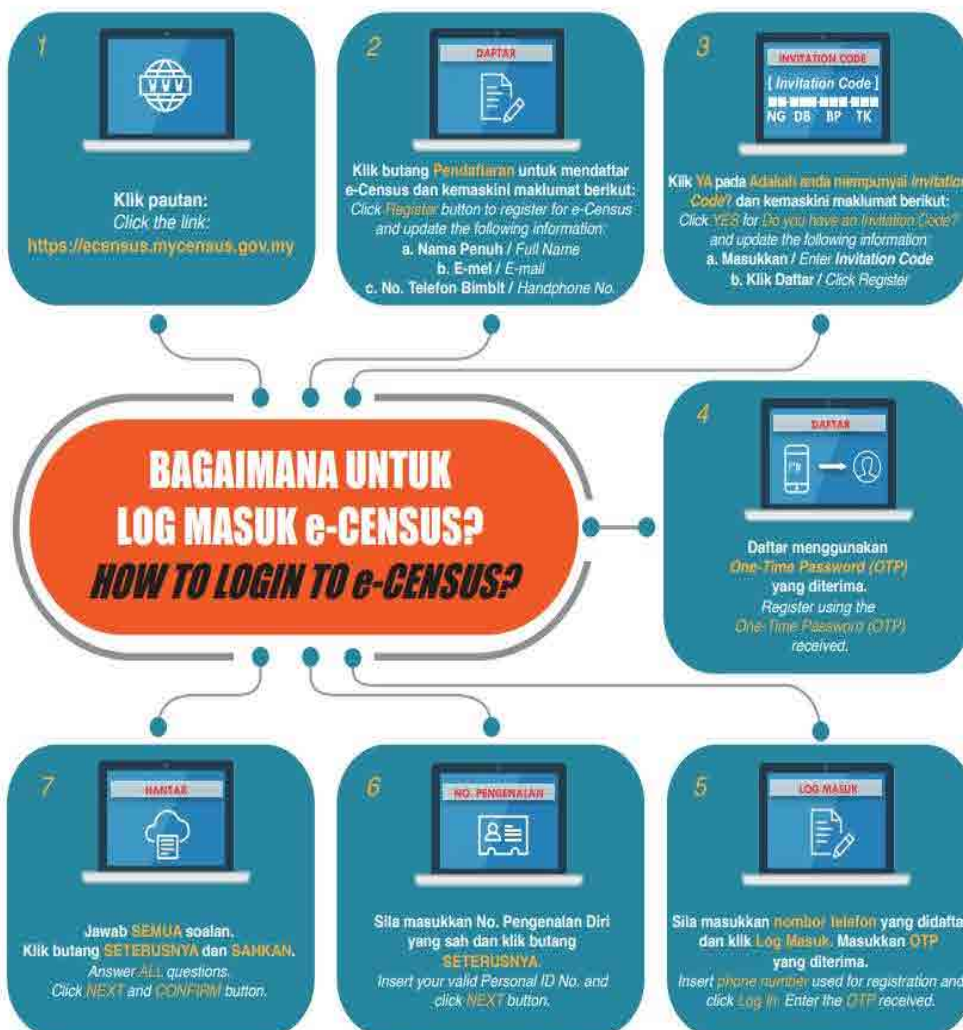 1
WWW
Klik pautan:
Click the link:
https://ecensus.mycensus.gov.my
2
DAFTAR
Klik butang Pendaftaran untuk mendaftar
e-Census dan kemaskini maklumat berikut:
Click Register button to register for e-Census
and update the following information
a. Nama Penuh / Full Name
b. E-mel / E-mail
c. No. Telefon Bimbit / Handphone No.
3
INVITATION CODE
[ Invitation Code ]
NG DB BP TK
Klik YA pada Adakah anda mempunyai Invitation
Code? dan kemaskini maklumat berikut:
Click YES for Do you have an Invitation Code?
and update the following information
a. Masukkan / Enter Invitation Code
b. Klik Daftar / Click Register
BAGAIMANA UNTUK
LOG MASUK e-CENSUS?
HOW TO LOGIN TO e-CENSUS?
4
DAFTAR
Daftar menggunakan
One-Time Password (OTP)
yang diterima.
Register using the
One-Time Password (OTP)
received.
5
LOG MASUK
Sila masukkan nombor telefon yang didafta
dan klik Log Masuk. Masukkan OTP
yang diterima.
Insert phone number used for registration and
click Log In. Enter the OTP received.
6
NO. PENGENALAN
Sila masukkan No. Pengenalan Diri
yang sah dan klik butang
SETERUSNYA.
Insert your valid Personal ID No. and
click NEXT button.
7
HANTAR
Jawab SEMUA soalan.
Klik butang SETERUSNYA dan SAHKAN.
Answer ALL questions.
Click NEXT and CONFIRM button.